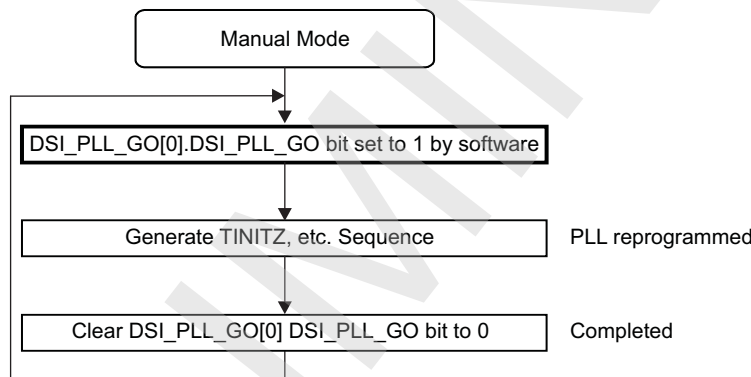 Manual Mode
DSI_PLL_GO[0].DSI_PLL_GO bit set to 1 by software
Generate TINITZ, etc. Sequence
PLL reprogrammed
Clear DSI_PLL_GO[0] DSI_PLL_GO bit to 0
Completed